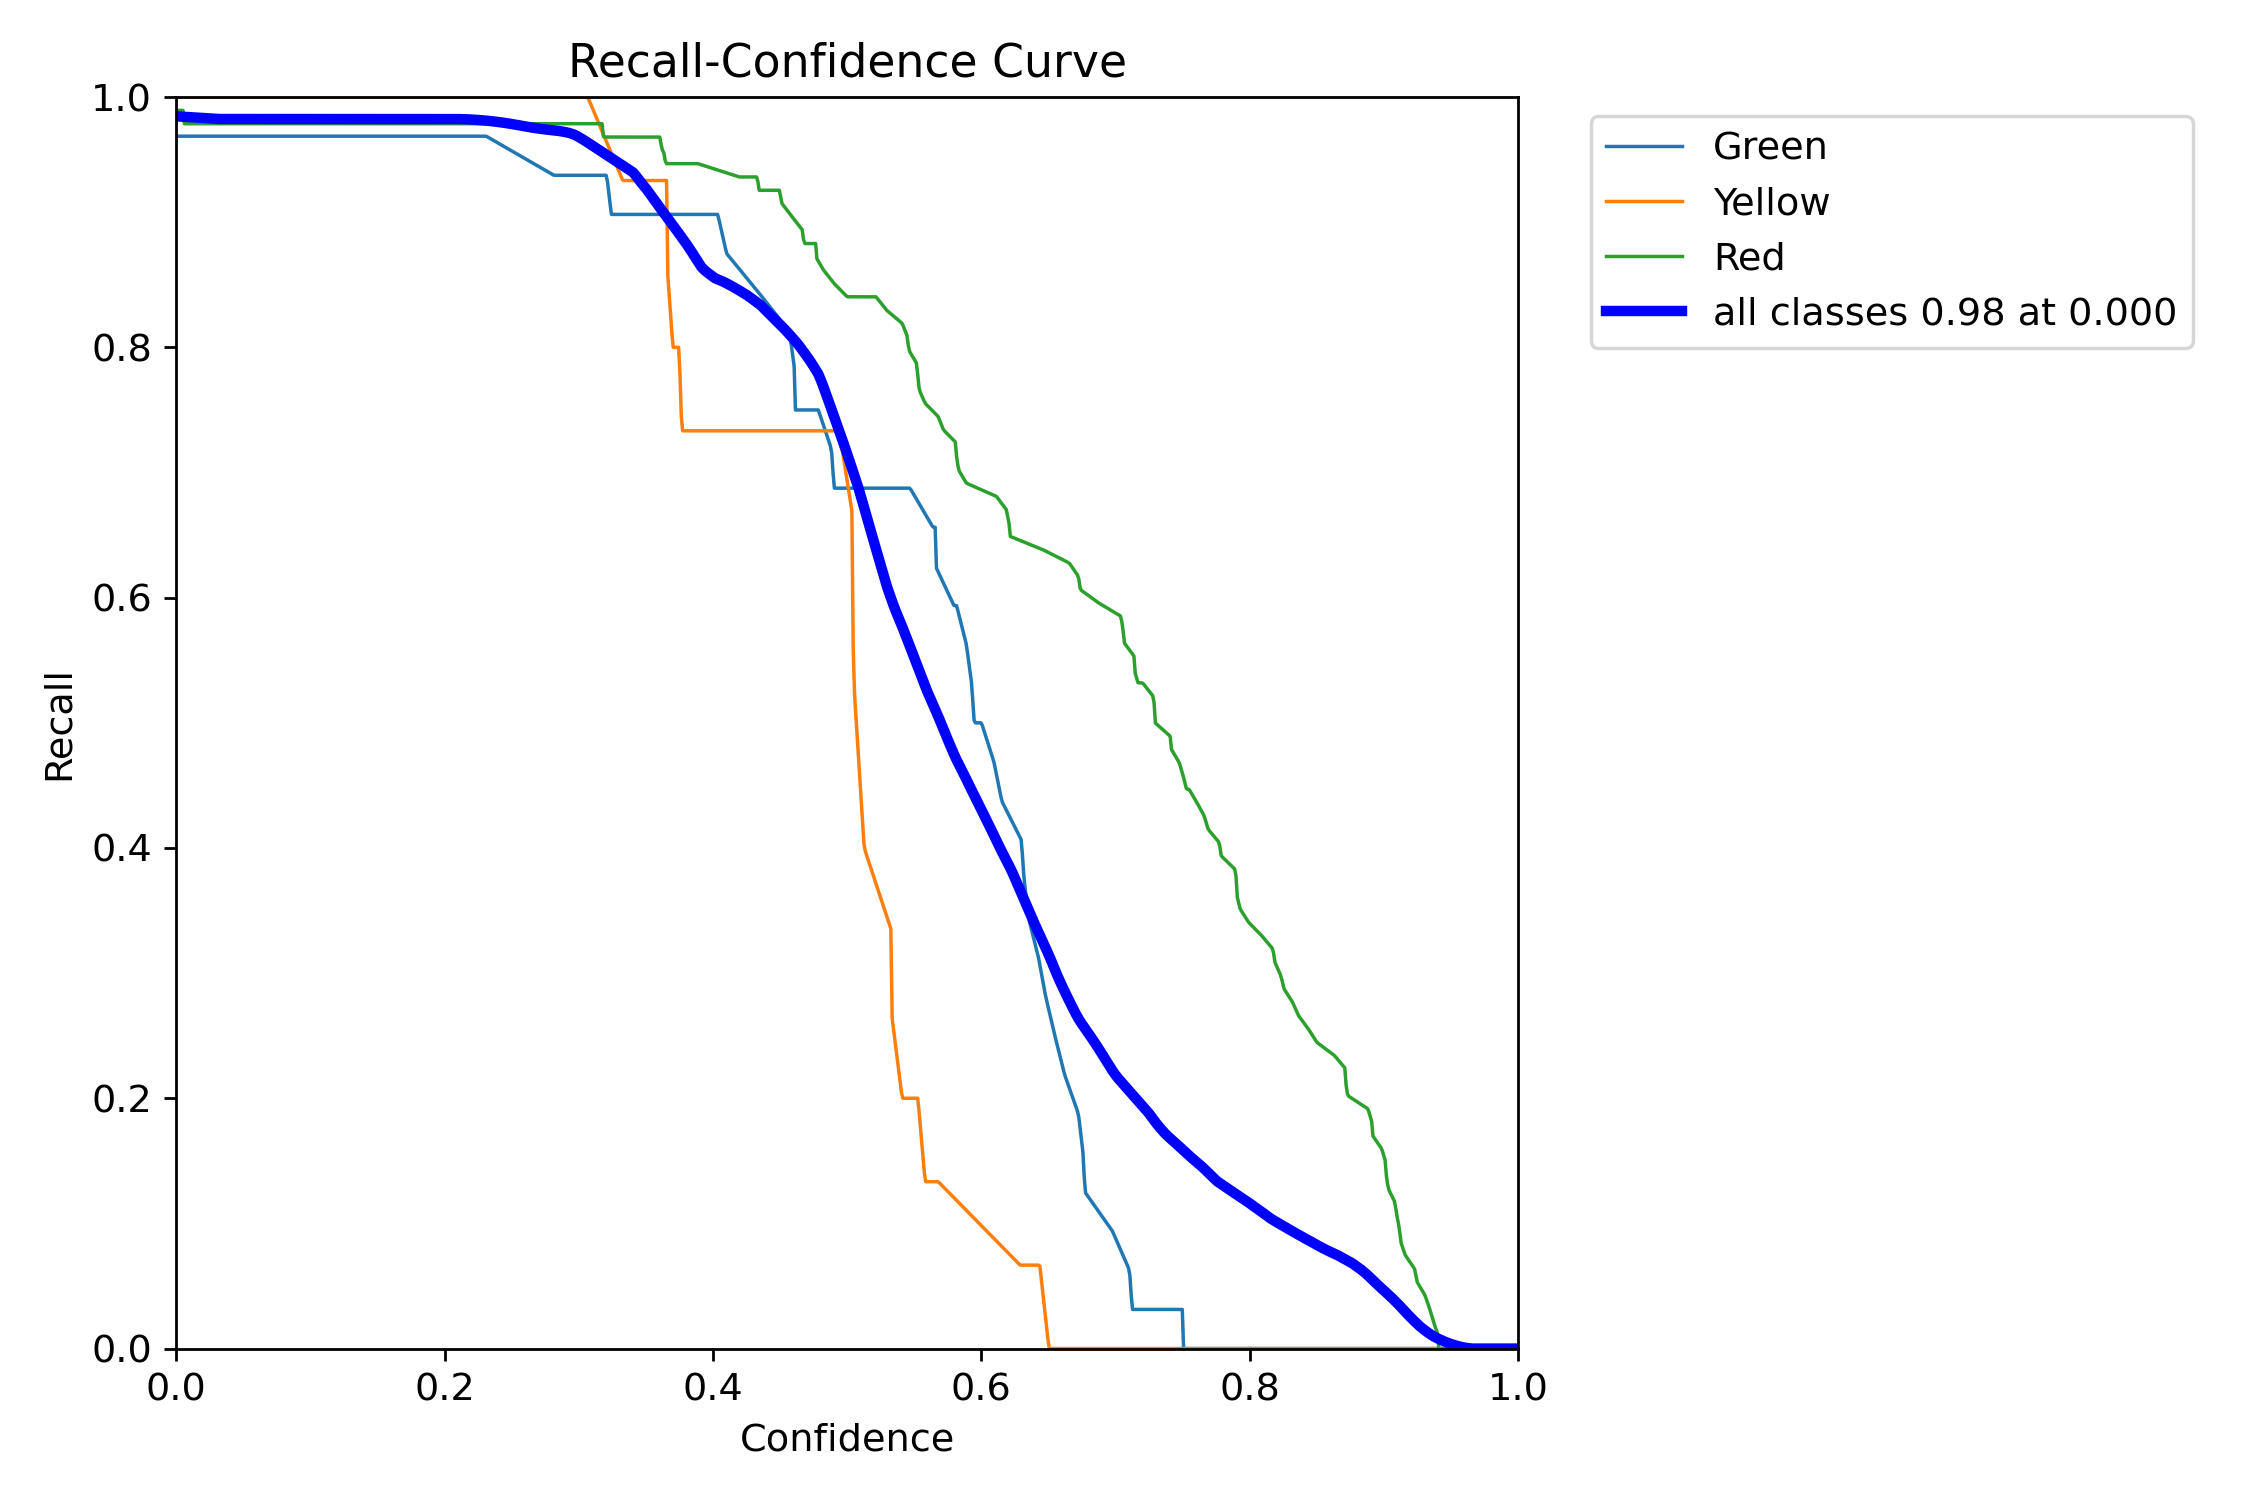 Recall-Confidence Curve
1.0
0.8
0.6
0.4
0.2
0.0
Recall
0.0 0.2 0.4 0.6 0.8 1.0
Confidence
Green
Yellow
Red
all classes 0.98 at 0.000